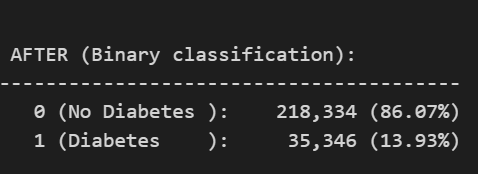 AFTER (Binary classification):
-----------------------------------------
0 (No Diabetes ): 218,334 (86.07%)
1 (Diabetes    ): 35,346 (13.93%)